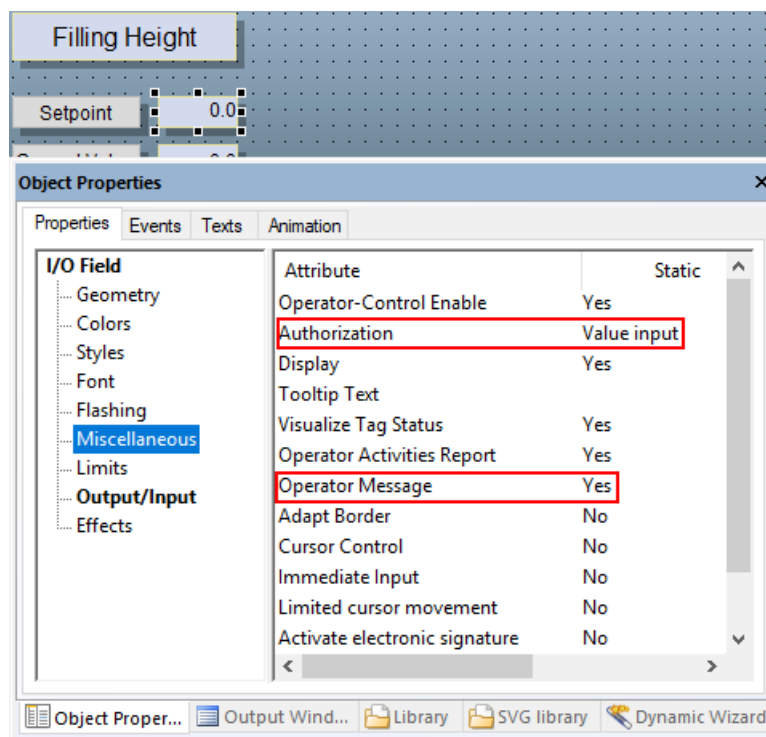 Filling Height
Setpoint 0.0
Object Properties
Properties Events Texts Animation
I/O Field
Geometry
Colors
Styles
Font
Flashing
Miscellaneous
Limits
Output/Input
Effects
Attribute Static
Operator-Control Enable Yes
Authorization Value input
Display Yes
Tooltip Text
Visualize Tag Status Yes
Operator Activities Report Yes
Operator Message Yes
Adapt Border No
Cursor Control No
Immediate Input No
Limited cursor movement No
Activate electronic signature No
Object Proper... Output Wind... Library SVG library Dynamic Wizard